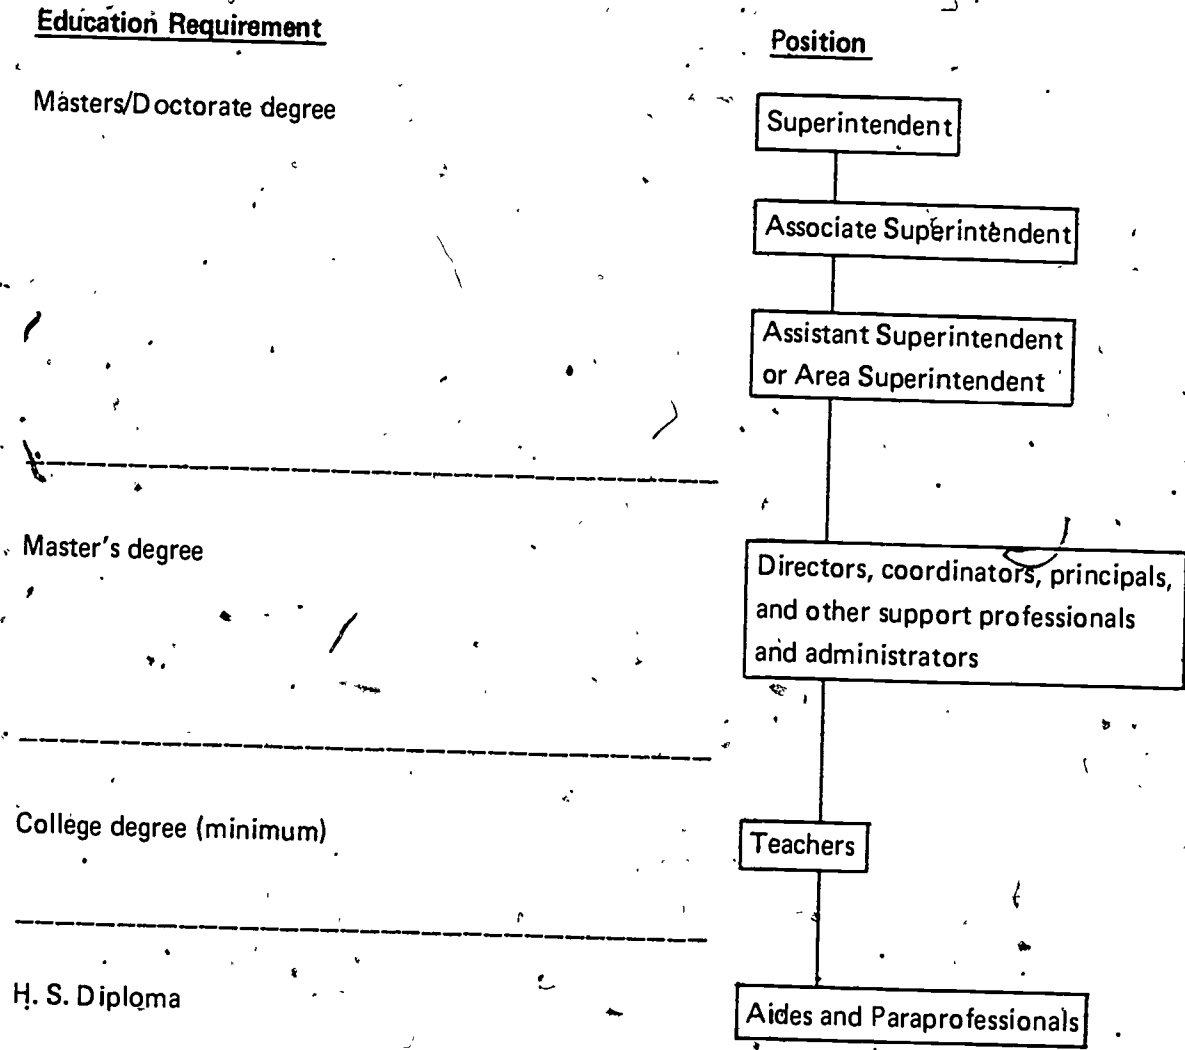 Education Requirement
Position
Masters/Doctorate degree
Superintendent
Associate Superintendent
Assistant Superintendent
or Area Superintendent
Master's degree
Directors, coordinators, principals,
and other support professionals
and administrators
College degree (minimum)
Teachers
H. S. Diploma
Aides and Paraprofessionals